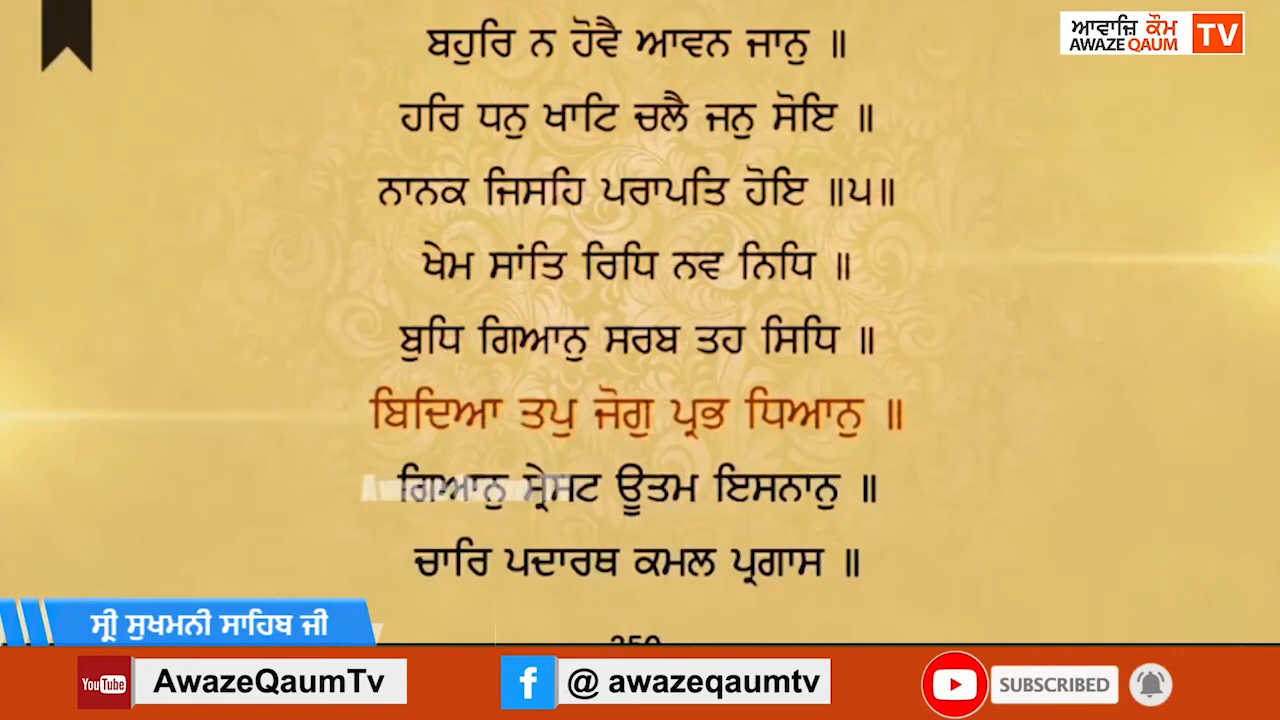 ਆਵਾਜ਼ਿ ਕੌਮ
AWAZE QAUM TV
ਬਹੁਰਿ ਨ ਹੋਵੈ ਆਵਨ ਜਾਨੁ ॥
ਹਰਿ ਧਨੁ ਖਾਟਿ ਚਲੈ ਜਨੁ ਸੋਇ ॥
ਨਾਨਕ ਜਿਸਹਿ ਪਰਾਪਤਿ ਹੋਇ ॥੫॥
ਖੇਮ ਸਾਂਤਿ ਰਿਧਿ ਨਵ ਨਿਧਿ ॥
ਬੁਧਿ ਗਿਆਨੁ ਸਰਬ ਤਹ ਸਿਧਿ ॥
ਬਿਦਿਆ ਤਪੁ ਜੋਗੁ ਪ੍ਰਭ ਧਿਆਨੁ ॥
ਗਿਆਨੁ ਸ੍ਰੇਸਟ ਊਤਮ ਇਸਨਾਨੁ ॥
ਚਾਰਿ ਪਦਾਰਥ ਕਮਲ ਪ੍ਰਗਾਸ ॥
ਸ੍ਰੀ ਸੁਖਮਨੀ ਸਾਹਿਬ ਜੀ
YouTube AwazeQaumTv
f @ awazeqaumtv
SUBSCRIBED